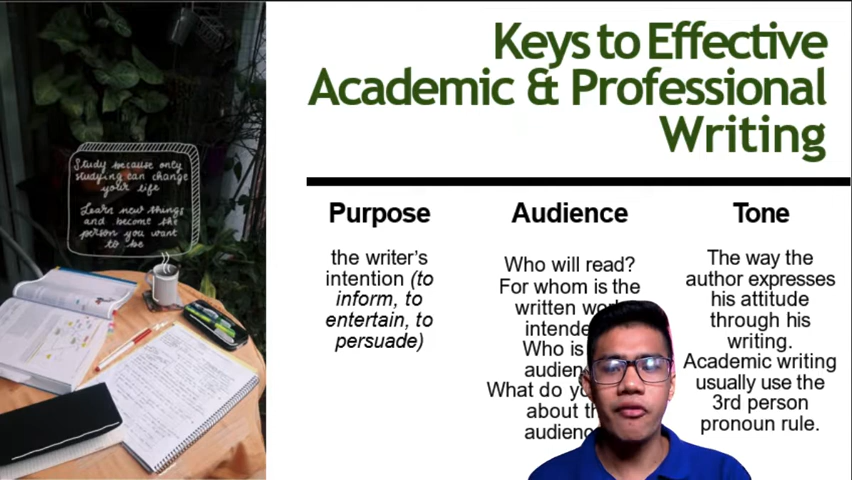 Keys to Effective
Academic & Professional
Writing
Study because only
studying can change
your life
Learn new things
and become the
person you want
to be
Purpose
the writer's
intention (to
inform, to
entertain, to
persuade)
Audience
Who will read?
For whom is the
written
Who is
What do
about
Tone
The way the
author expresses
his attitude
through his
writing.
Academic writing
usually use the
3rd person
pronoun rule.